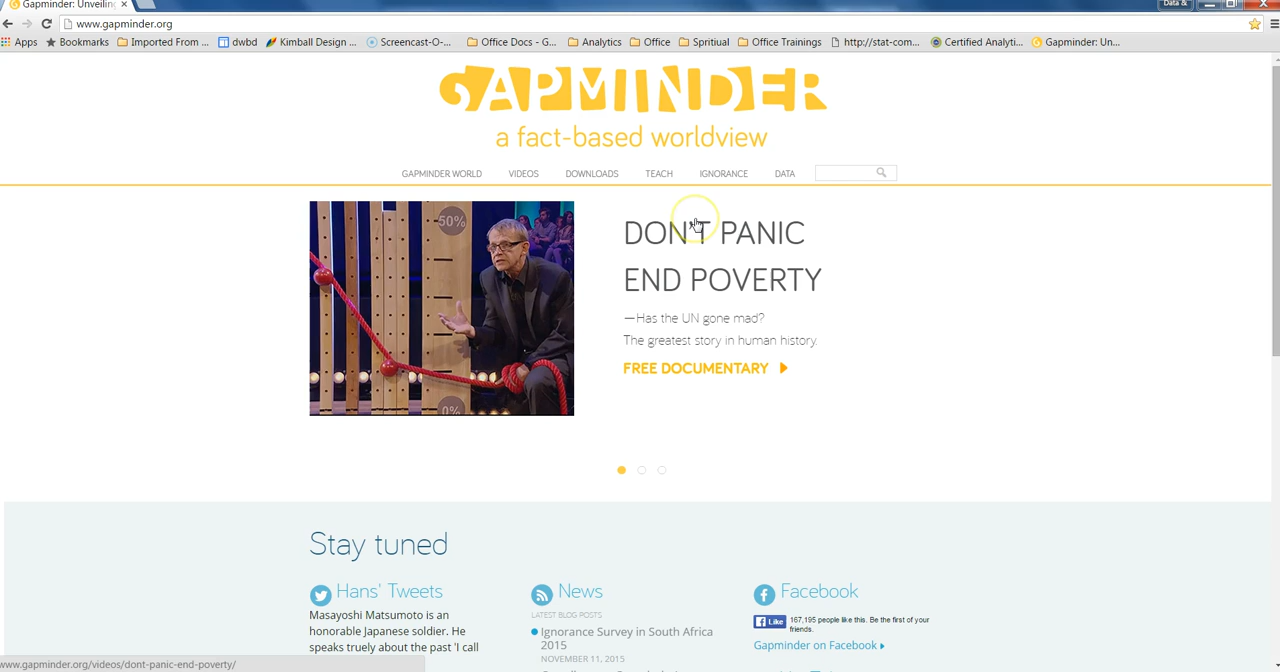 Gapminder: Unveiling
Data &
www.gapminder.org
Apps Bookmarks Imported From ... dwbd Kimball Design ... Screencast-O-... Office Docs - G... Analytics Office Spritiual Office Trainings http://stat-com... Certified Analyti... Gapminder: Un...
GAPMINDER
a fact-based worldview
GAPMINDER WORLD VIDEOS DOWNLOADS TEACH IGNORANCE DATA
50%
0%
DON'T PANIC
END POVERTY
—Has the UN gone mad?
The greatest story in human history.
FREE DOCUMENTARY
Stay tuned
Hans' Tweets
Masayoshi Matsumoto is an
honorable Japanese soldier. He
speaks truely about the past 'I call
News
LATEST BLOG POSTS
Ignorance Survey in South Africa
2015
NOVEMBER 11, 2015
Facebook
Like 167,195 people like this. Be the first of your
friends.
Gapminder on Facebook
www.gapminder.org/videos/dont-panic-end-poverty/